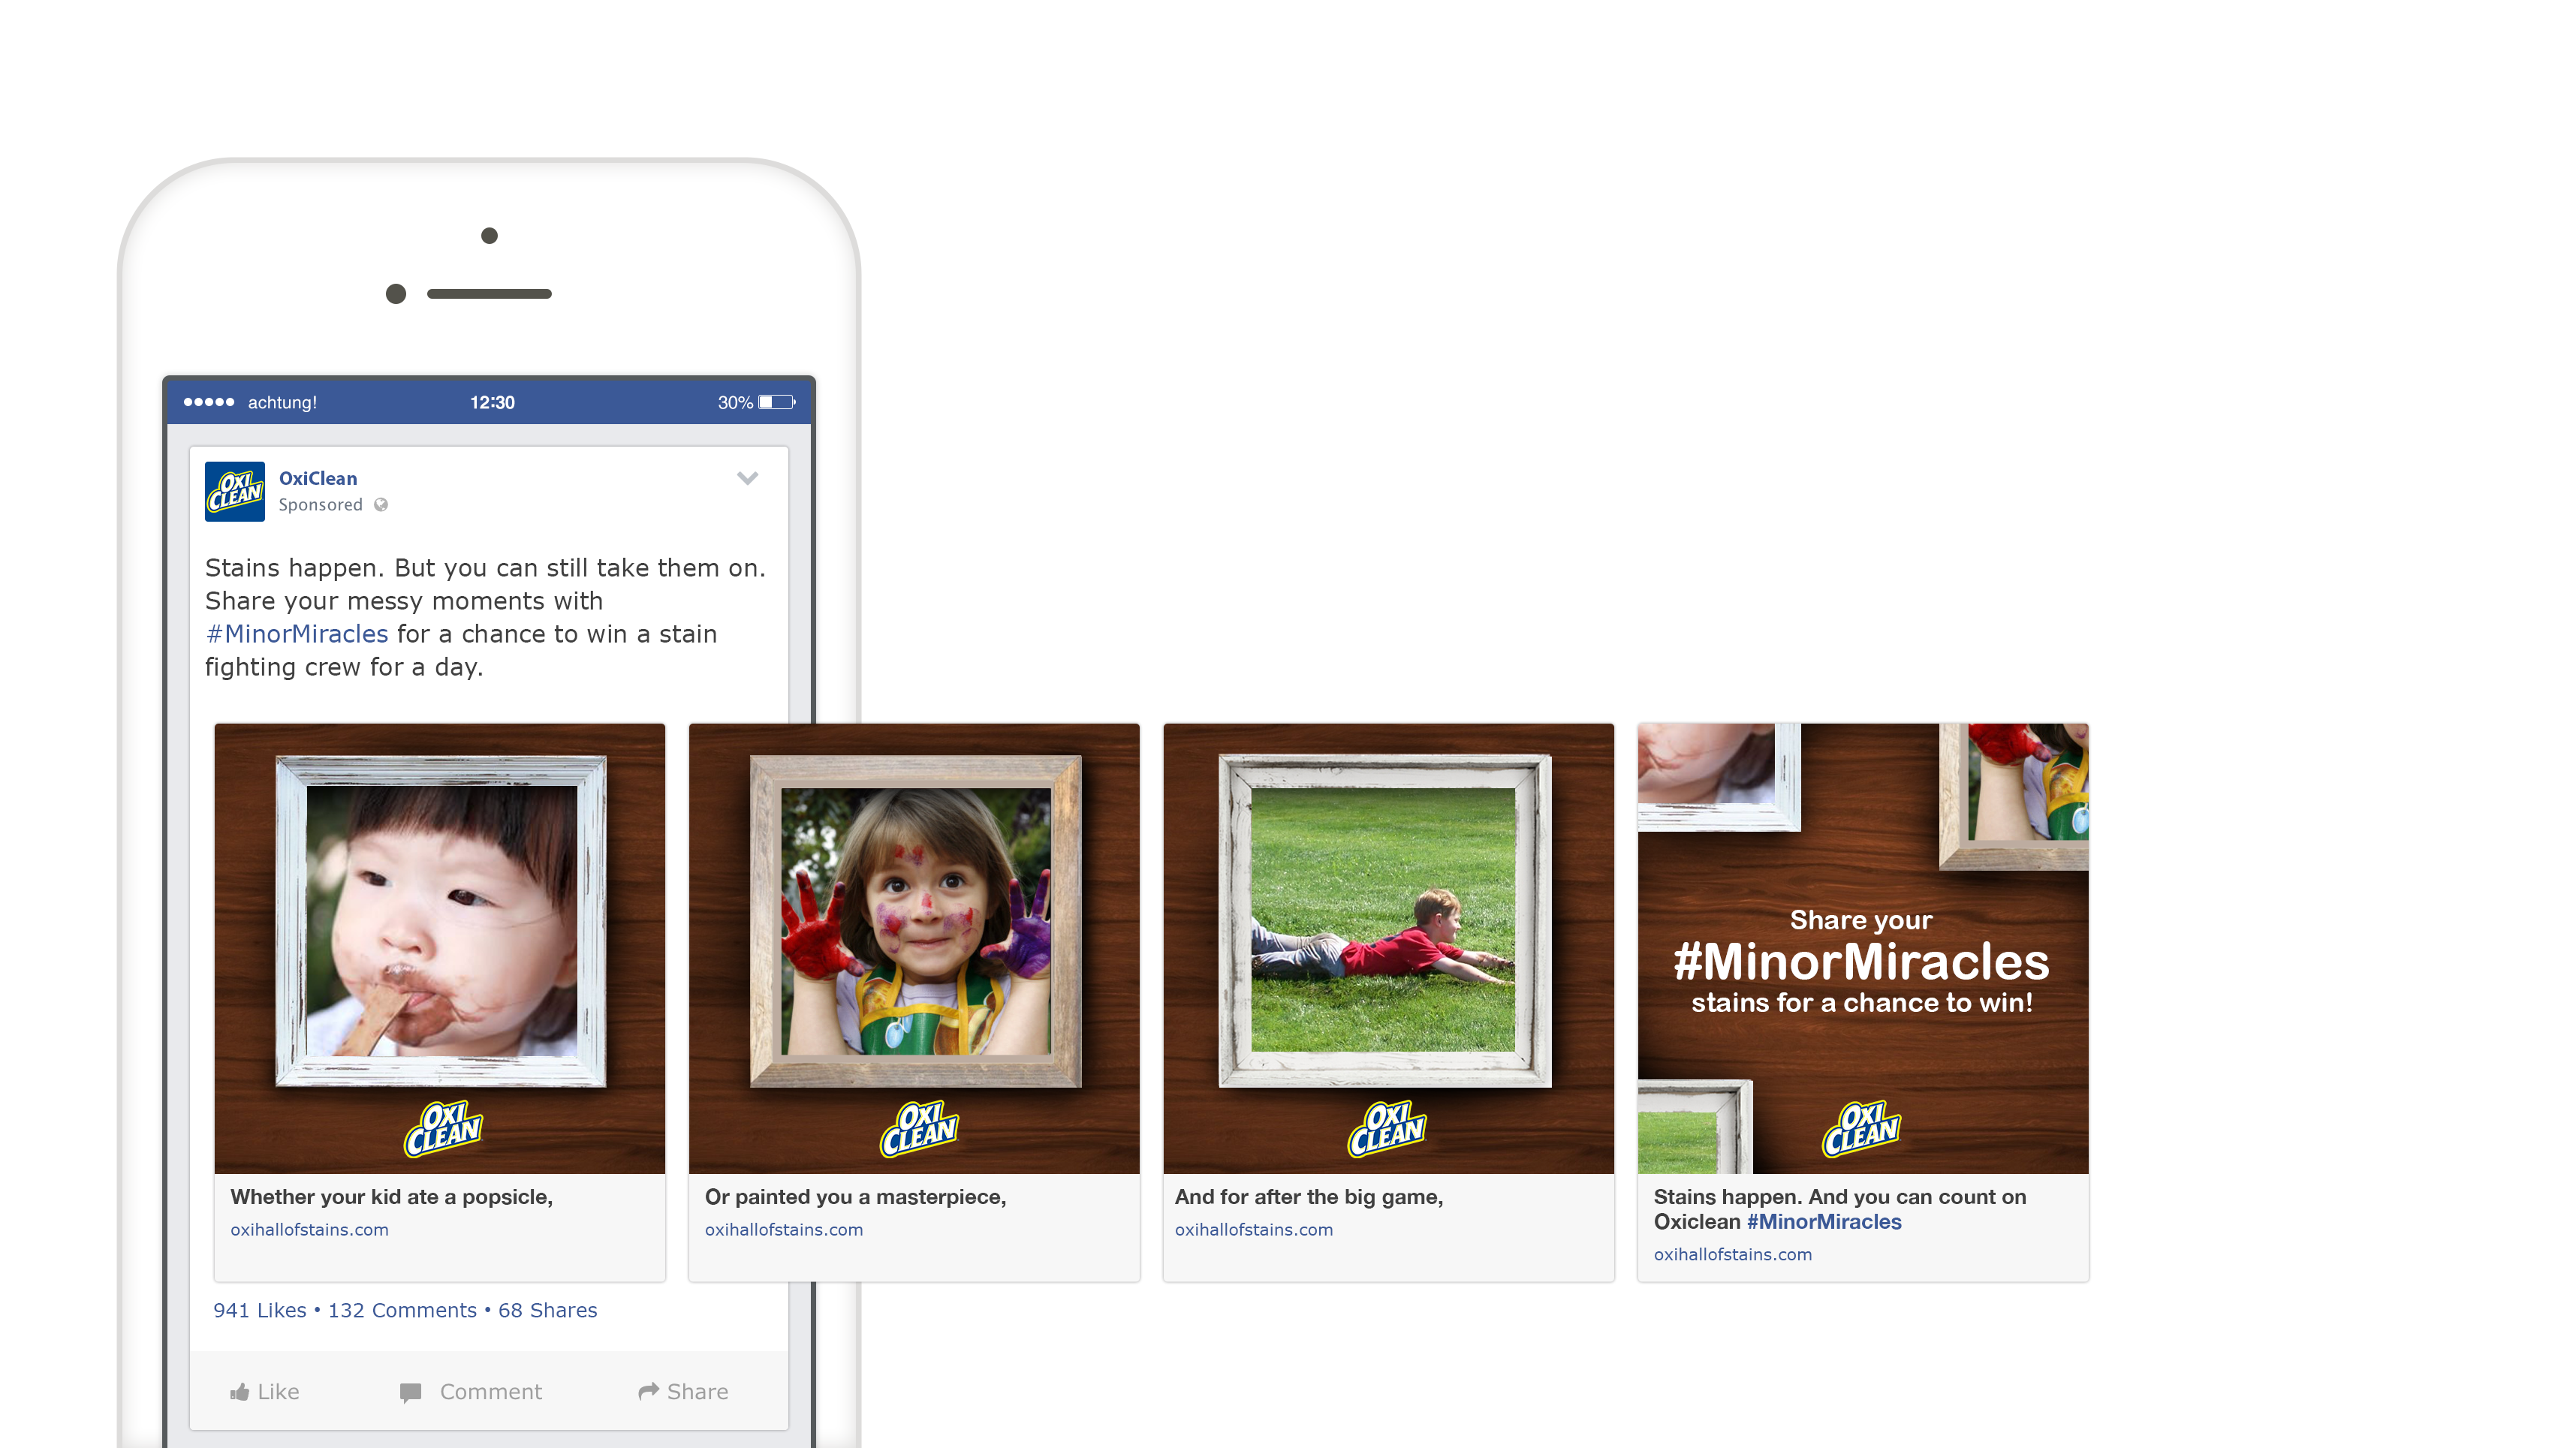 achtung! 12:30 30%
OXI
CLEAN
OxiClean
Sponsored
Stains happen. But you can still take them on.
Share your messy moments with
#MinorMiracles for a chance to win a stain
fighting crew for a day.
OXI
CLEAN
Whether your kid ate a popsicle,
oxihallofstains.com
OXI
CLEAN
Or painted you a masterpiece,
oxihallofstains.com
OXI
CLEAN
And for after the big game,
oxihallofstains.com
Share your
#MinorMiracles
stains for a chance to win!
OXI
CLEAN
Stains happen. And you can count on
Oxiclean #MinorMiracles
oxihallofstains.com
941 Likes • 132 Comments • 68 Shares
Like Comment Share